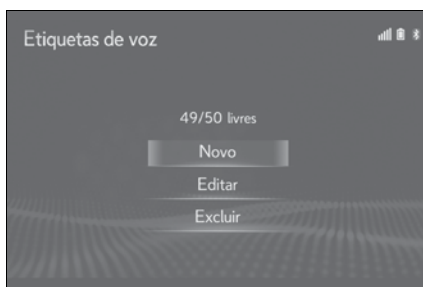 Etiquetas de voz
49/50 livres
Novo
Editar
Excluir